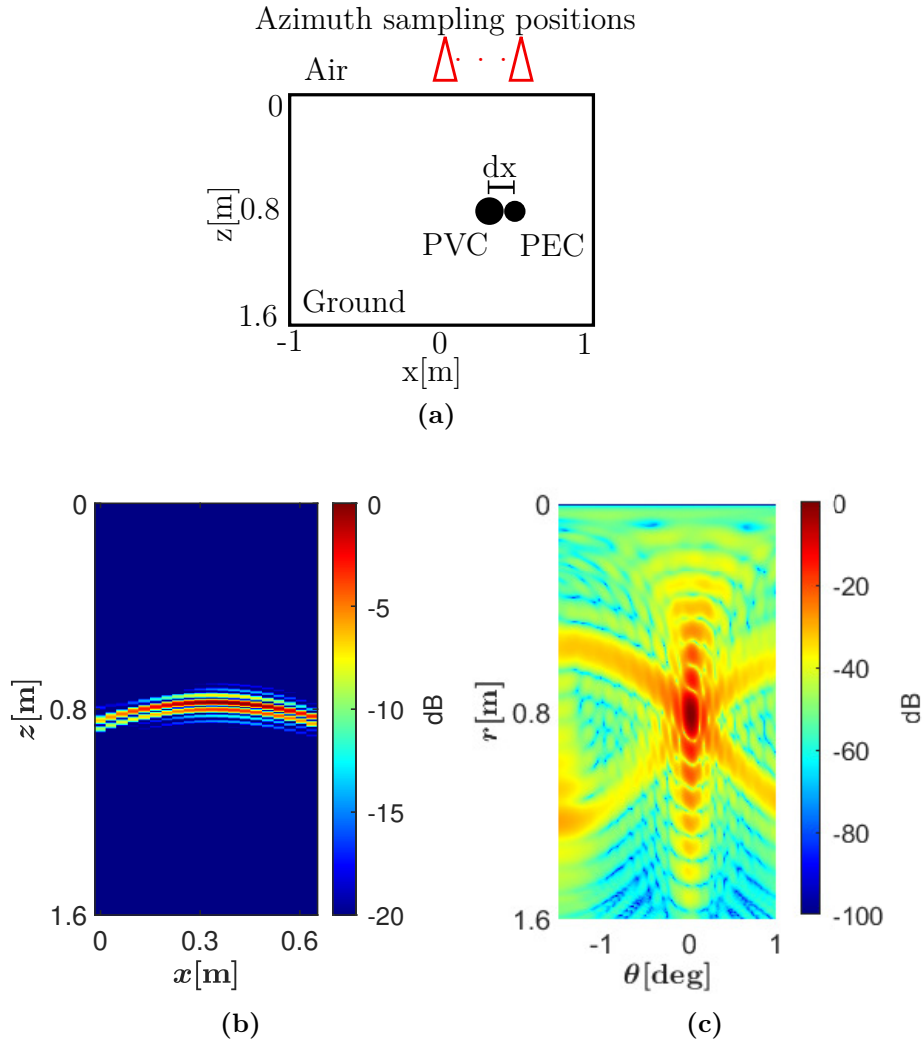 Azimuth sampling positions
Air
0
dx
z[m]
0.8
PVC PEC
Ground
1.6
-1 0 1
x[m]
(a)
0
0.8
1.6
z[m]
0 0.3 0.6
x[m]
0
-5
-10
-15
-20
dB
(b)
0
0.8
1.6
r[m]
-1 0 1
θ[deg]
0
-20
-40
-60
-80
-100
dB
(c)